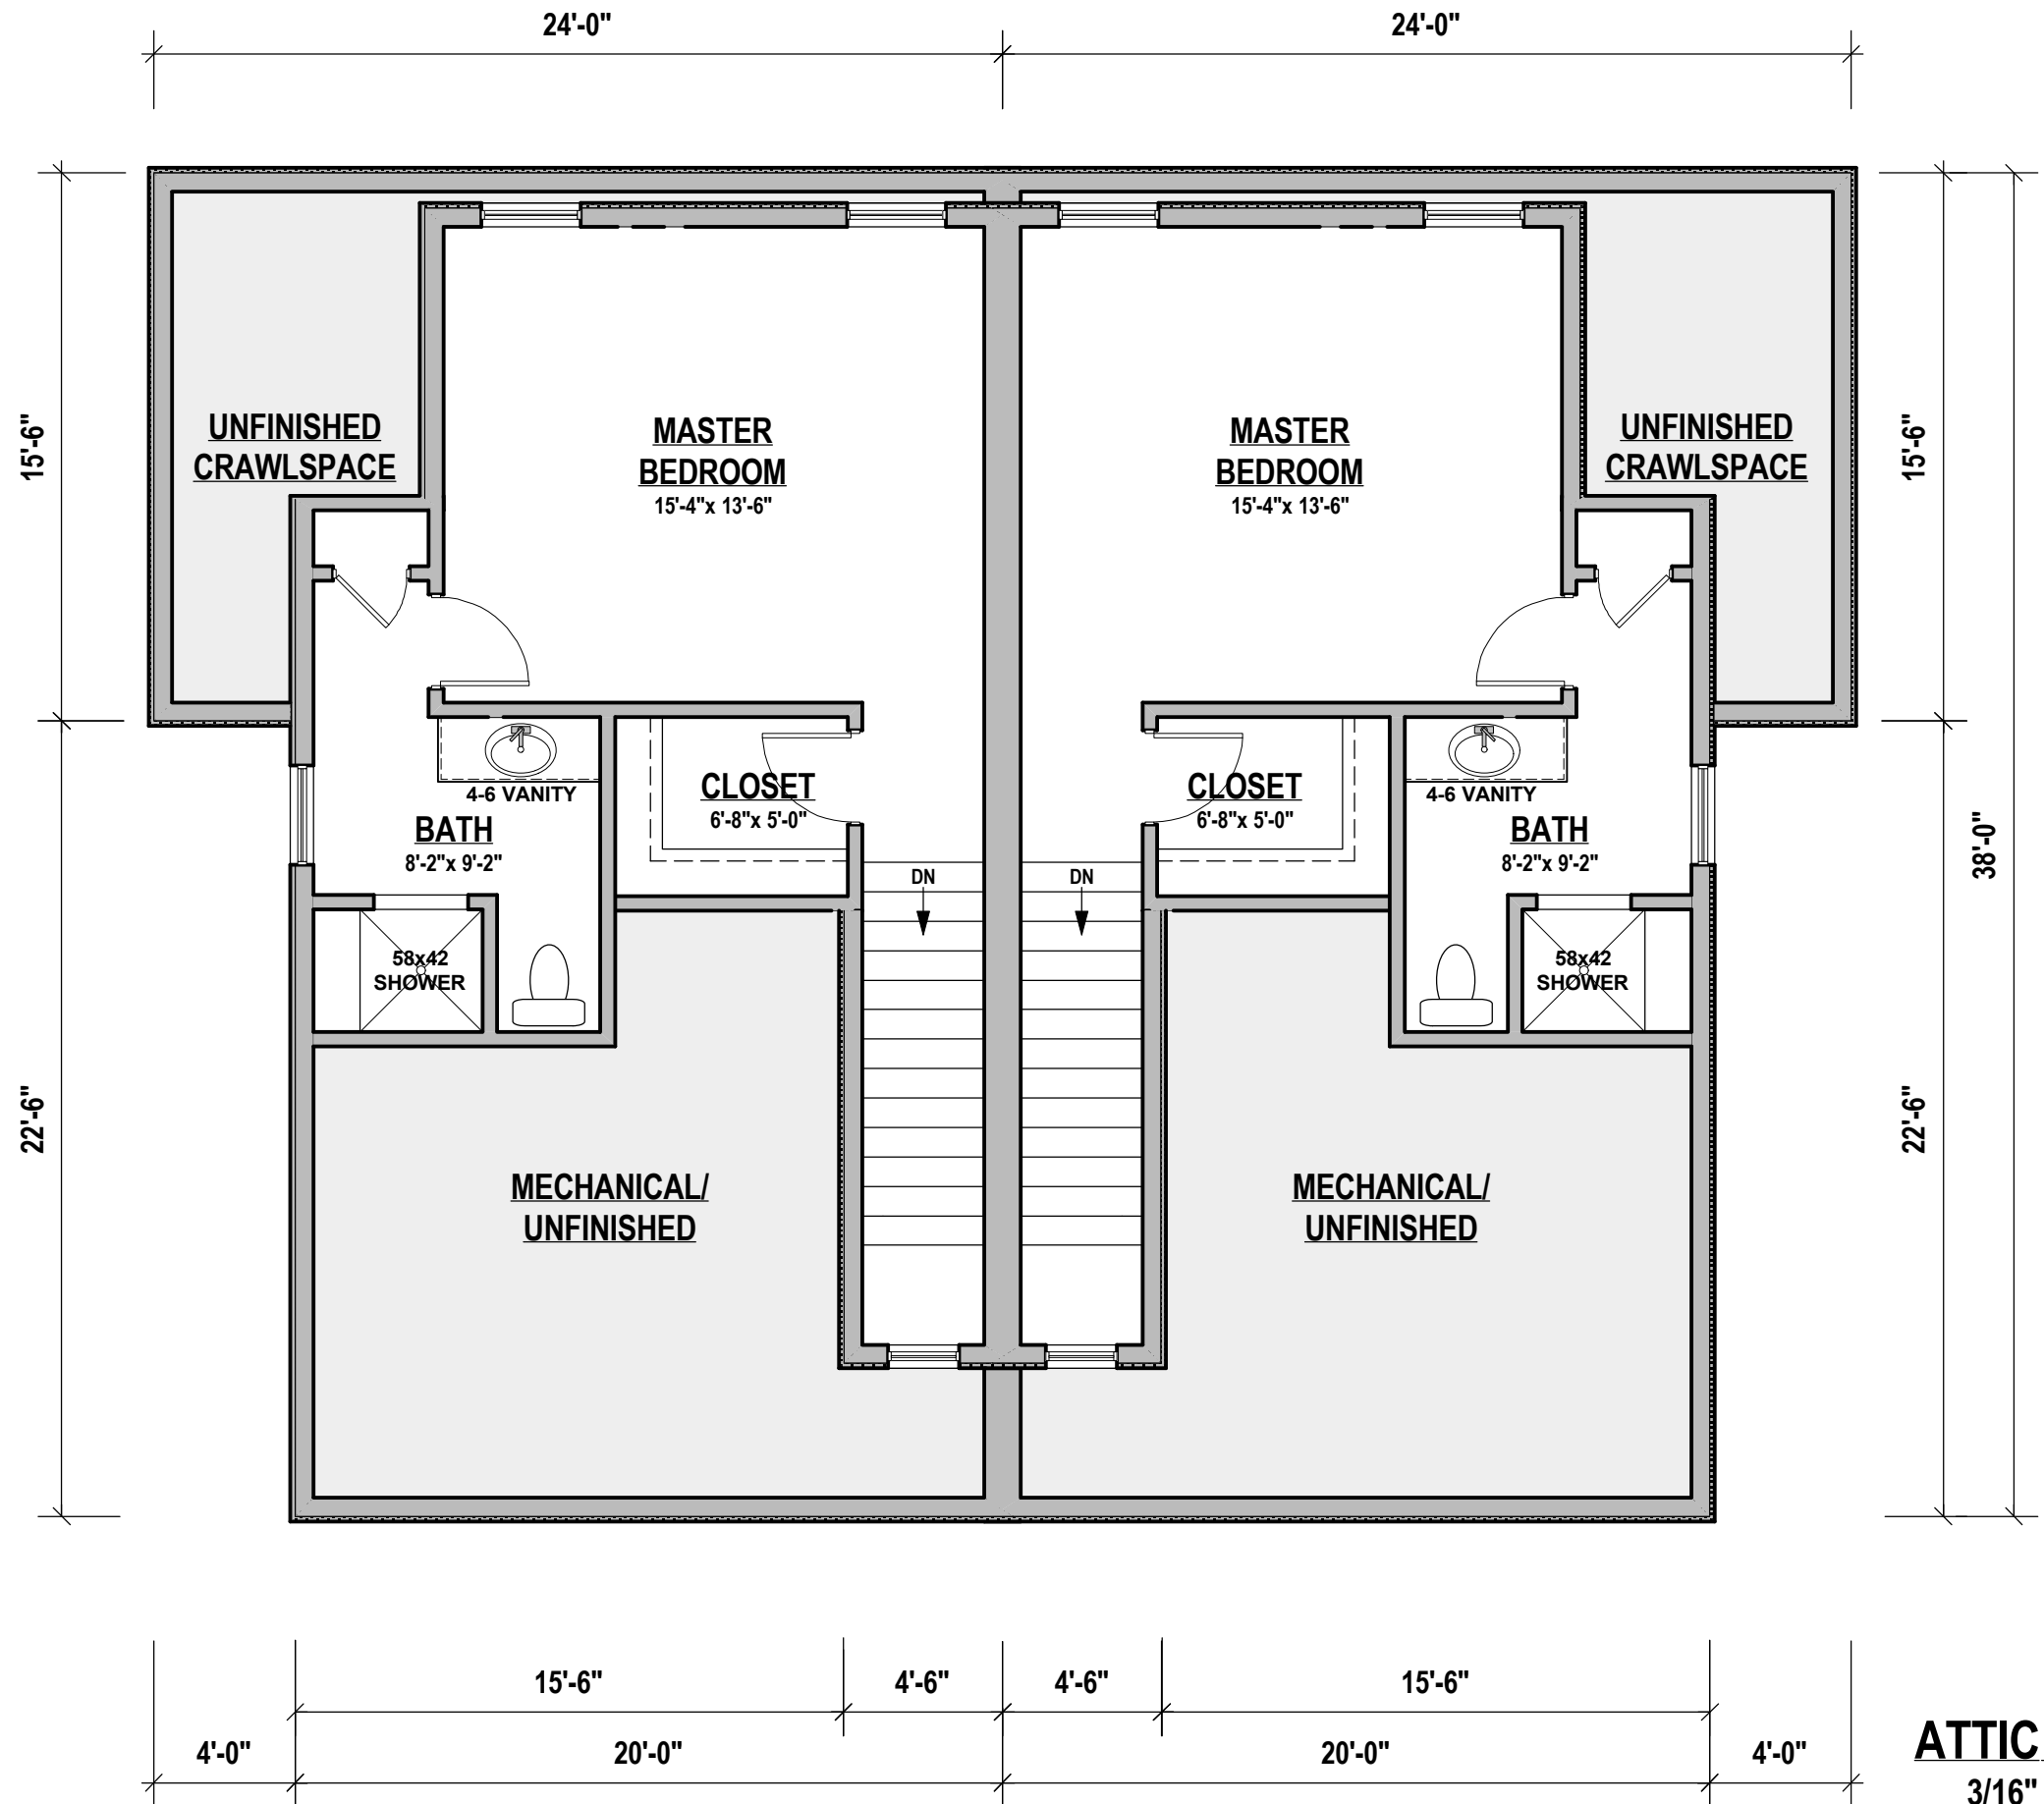 24'-0"
24'-0"
15'-6"
22'-6"
15'-6"
22'-6"
38'-0"
UNFINISHED
CRAWLSPACE
MASTER
BEDROOM
15'-4"x 13'-6"
MASTER
BEDROOM
15'-4"x 13'-6"
UNFINISHED
CRAWLSPACE
4-6 VANITY
BATH
8'-2"x 9'-2"
CLOSET
6'-8"x 5'-0"
CLOSET
6'-8"x 5'-0"
4-6 VANITY
BATH
8'-2"x 9'-2"
DN
DN
58x42
SHOWER
58x42
SHOWER
MECHANICAL/
UNFINISHED
MECHANICAL/
UNFINISHED
15'-6"
4'-6"
4'-6"
15'-6"
4'-0"
20'-0"
20'-0"
4'-0"
ATTIC
3/16"